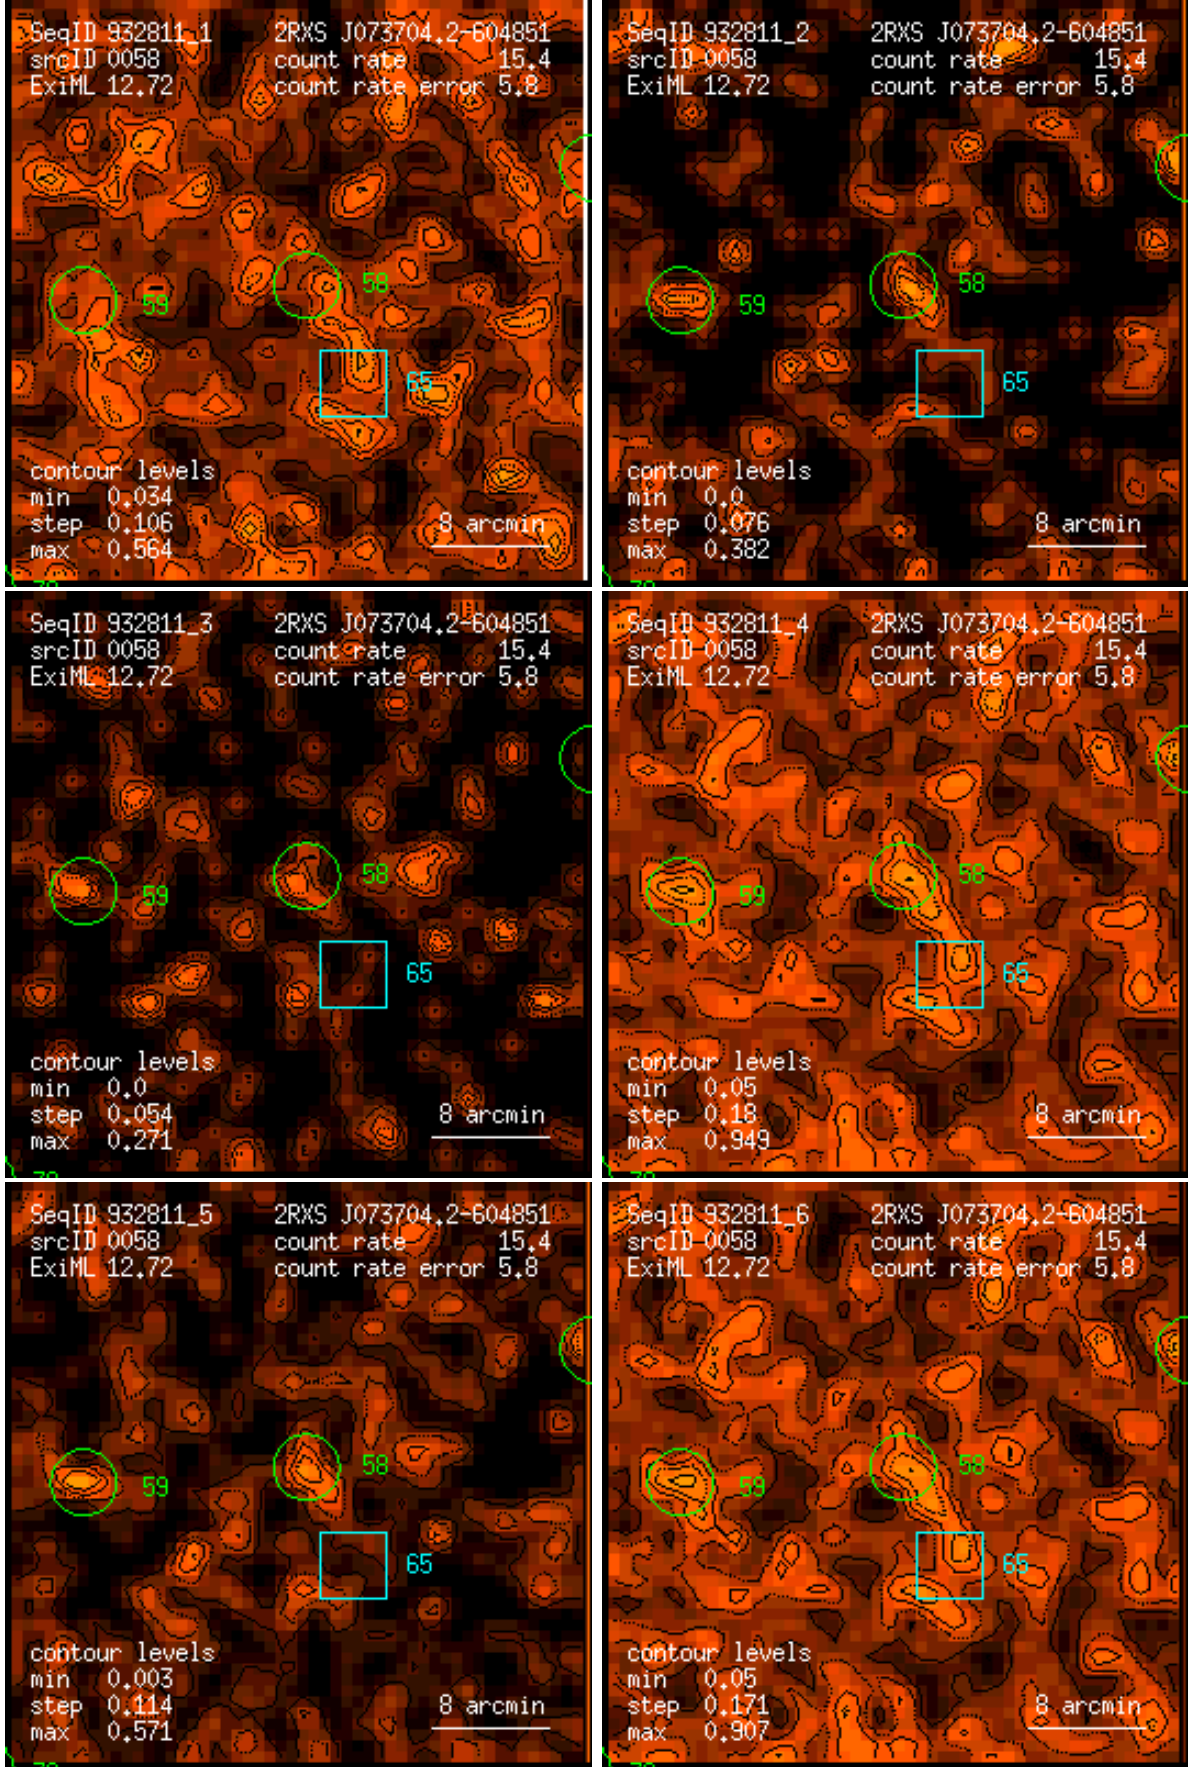 SeqID 932811_1 2RXS J073704.2-604851
srcID 0058 count rate 15.4
ExiML 12.72 count rate error 5.8
59 58
65
contour levels
min 0.034
step 0.106
max 0.564
8 arcmin
SeqID 932811_2 2RXS J073704.2-604851
srcID 0058 count rate 15.4
ExiML 12.72 count rate error 5.8
59 58
65
contour levels
min 0.0
step 0.076
max 0.382
8 arcmin
SeqID 932811_3 2RXS J073704.2-604851
srcID 0058 count rate 15.4
ExiML 12.72 count rate error 5.8
59 58
65
contour levels
min 0.0
step 0.054
max 0.271
8 arcmin
SeqID 932811_4 2RXS J073704.2-604851
srcID 0058 count rate 15.4
ExiML 12.72 count rate error 5.8
59 58
65
contour levels
min 0.05
step 0.18
max 0.949
8 arcmin
SeqID 932811_5 2RXS J073704.2-604851
srcID 0058 count rate 15.4
ExiML 12.72 count rate error 5.8
59 58
65
contour levels
min 0.003
step 0.114
max 0.571
8 arcmin
SeqID 932811_6 2RXS J073704.2-604851
srcID 0058 count rate 15.4
ExiML 12.72 count rate error 5.8
59 58
65
contour levels
min 0.05
step 0.171
max 0.907
8 arcmin